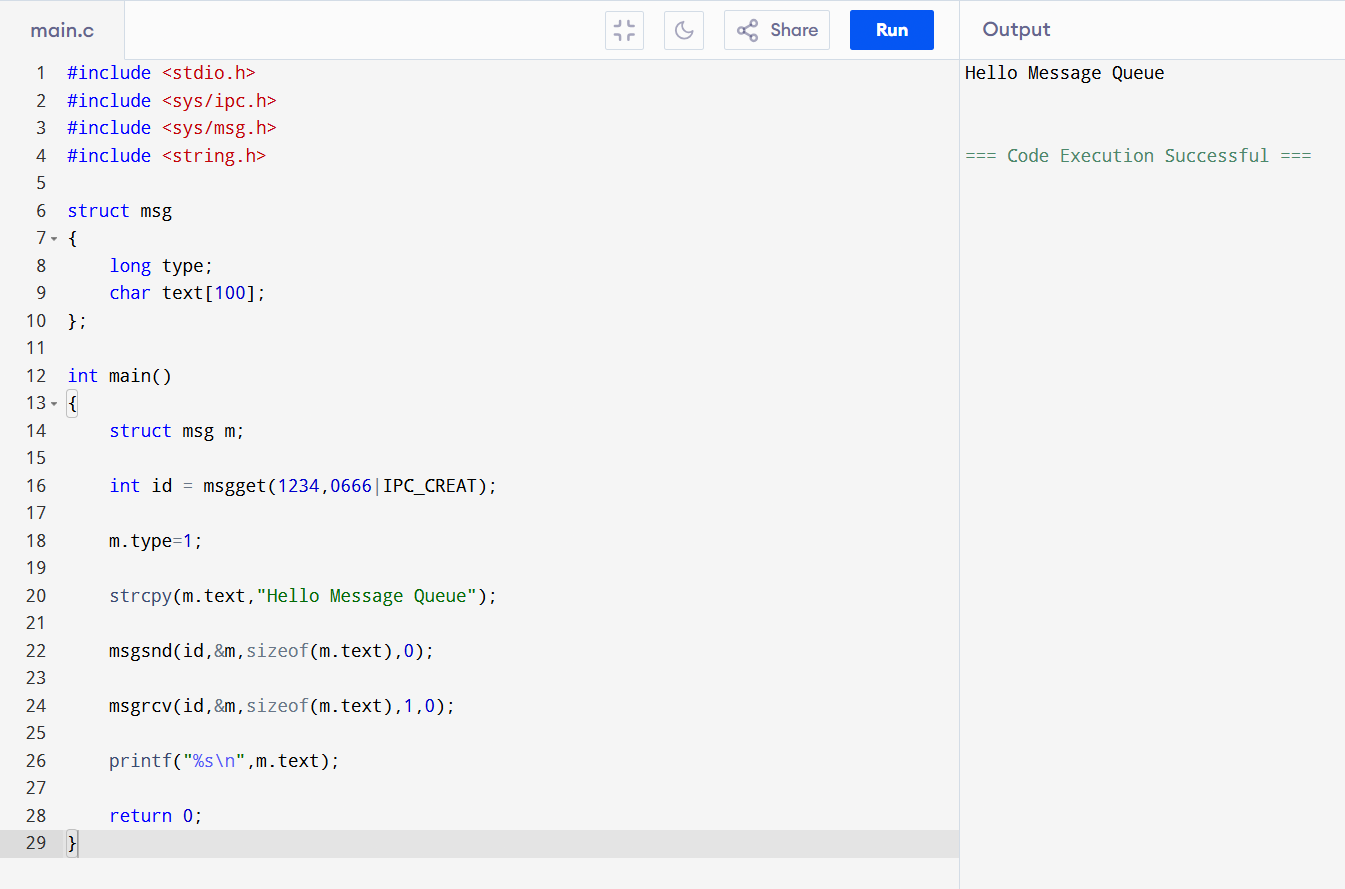 main.c
Share
Run
Output
1 #include <stdio.h>
2 #include <sys/ipc.h>
3 #include <sys/msg.h>
4 #include <string.h>
5
6 struct msg
7 {
8     long type;
9     char text[100];
10 };
11
12 int main()
13 {
14     struct msg m;
15
16     int id = msgget(1234,0666|IPC_CREAT);
17
18     m.type=1;
19
20     strcpy(m.text,"Hello Message Queue");
21
22     msgsnd(id,&m,sizeof(m.text),0);
23
24     msgrcv(id,&m,sizeof(m.text),1,0);
25
26     printf("%s\n",m.text);
27
28     return 0;
29 }
Hello Message Queue
=== Code Execution Successful ===